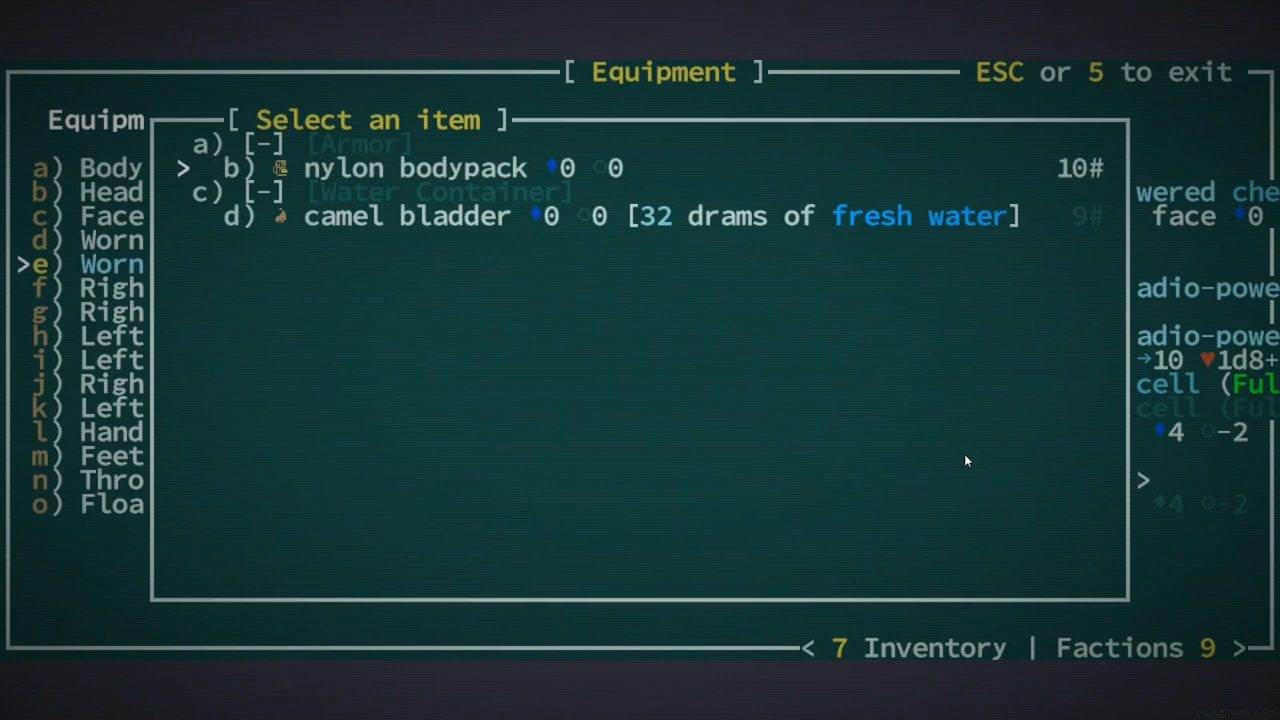 [ Equipment ] ESC or 5 to exit
Equipm [ Select an item ]
a) [-] [Armor]
a) Body > b) nylon bodypack ♦0 ○0 10#
b) Head c) [-] [Water Container] wered che
c) Face d) camel bladder ♦0 ○0 [32 drams of fresh water] 9# face ♦0
d) Worn
>e) Worn
f) Righ adio-powe
g) Righ
h) Left adio-powe
i) Left →10 ♥1d8+
j) Righ cell (Ful
k) Left cell (Ful
l) Hand ♦4 ○-2
m) Feet
n) Thro >
o) Floa ♦4 ○-2
< 7 Inventory | Factions 9 >